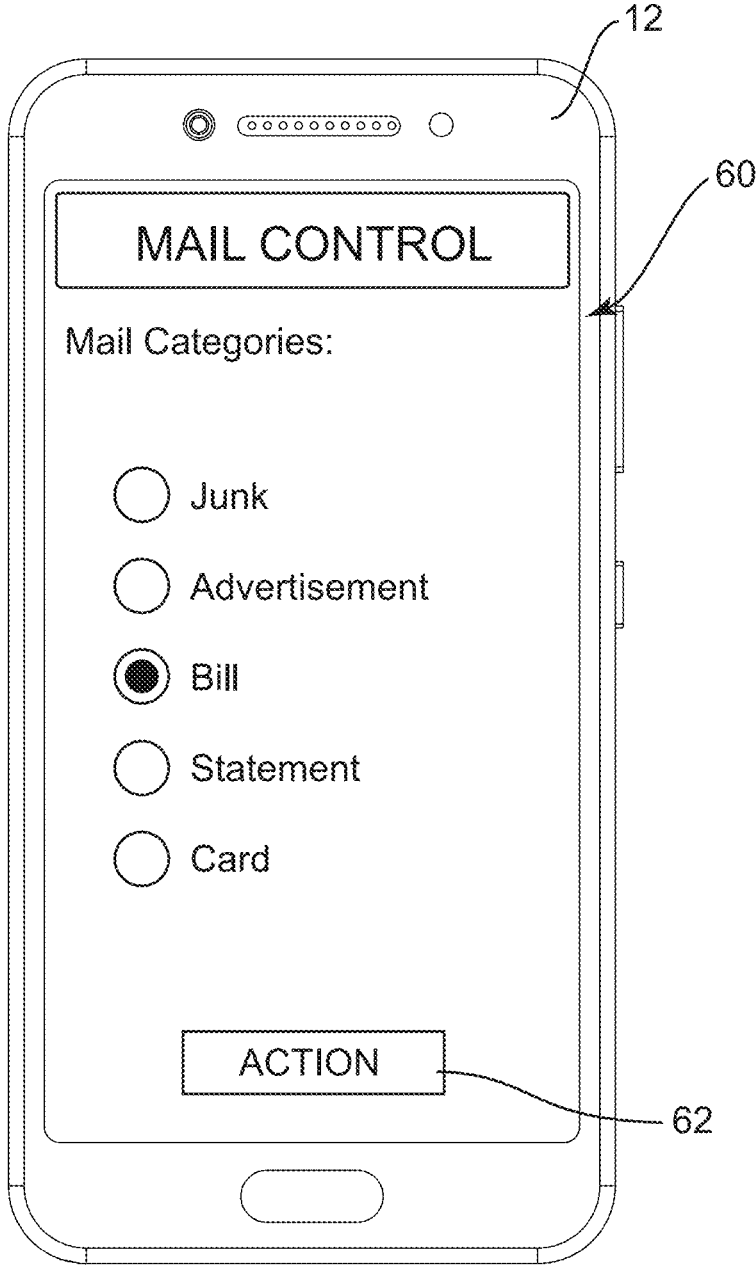 12
60
MAIL CONTROL
Mail Categories:
Junk
Advertisement
Bill
Statement
Card
ACTION
62